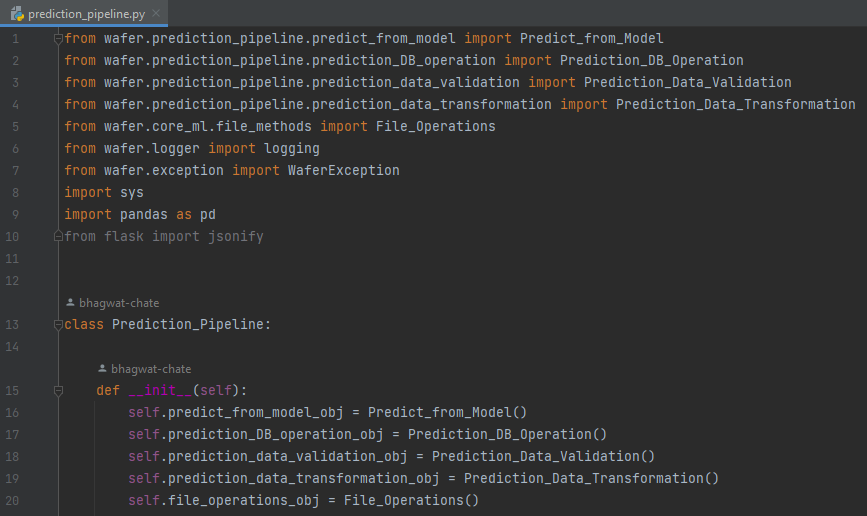 prediction_pipeline.py
1 from wafer.prediction_pipeline.predict_from_model import Predict_from_Model
2 from wafer.prediction_pipeline.prediction_DB_operation import Prediction_DB_Operation
3 from wafer.prediction_pipeline.prediction_data_validation import Prediction_Data_Validation
4 from wafer.prediction_pipeline.prediction_data_transformation import Prediction_Data_Transformation
5 from wafer.core_ml.file_methods import File_Operations
6 from wafer.logger import logging
7 from wafer.exception import WaferException
8 import sys
9 import pandas as pd
10 from flask import jsonify
11
12
bhagwat-chate
13 class Prediction_Pipeline:
14
bhagwat-chate
15 def __init__(self):
16 self.predict_from_model_obj = Predict_from_Model()
17 self.prediction_DB_operation_obj = Prediction_DB_Operation()
18 self.prediction_data_validation_obj = Prediction_Data_Validation()
19 self.prediction_data_transformation_obj = Prediction_Data_Transformation()
20 self.file_operations_obj = File_Operations()